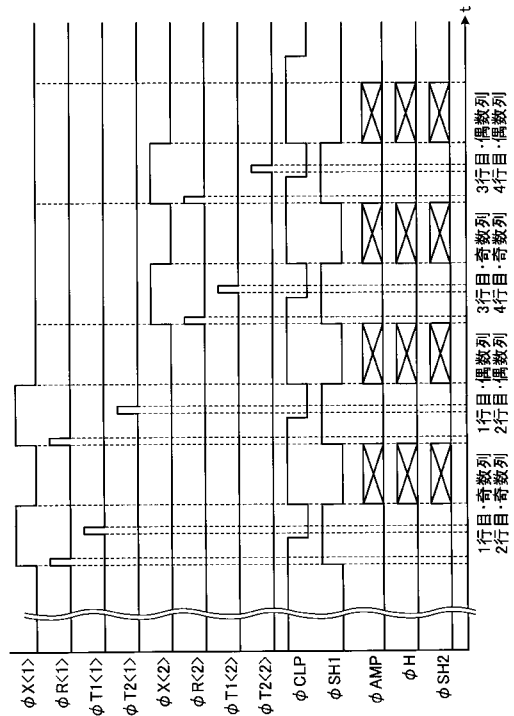 φX<1>
φR<1>
φT1<1>
φT2<1>
φX<2>
φR<2>
φT1<2>
φT2<2>
φCLP
φSH1
φAMP
φH
φSH2
t
1行目・奇数列
2行目・奇数列
1行目・偶数列
2行目・偶数列
3行目・奇数列
4行目・奇数列
3行目・偶数列
4行目・偶数列